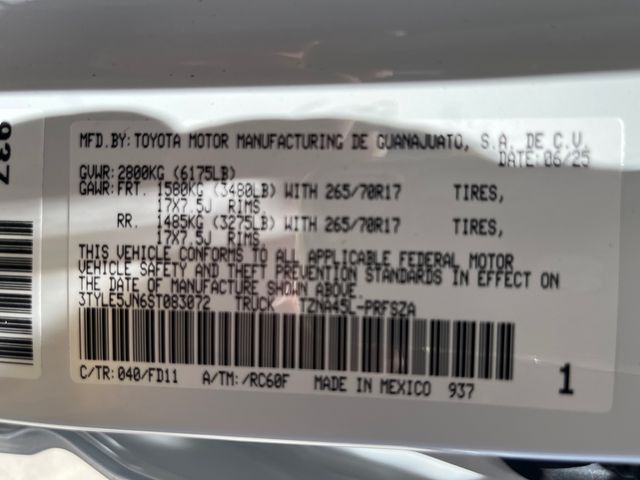 MFD.BY: TOYOTA MOTOR MANUFACTURING DE GUANAJUATO, S.A. DE C.V.
DATE: 06/25
GVWR: 2800KG (6175LB)
GAWR: FRT. 1580KG (3480LB) WITH 265/70R17 TIRES,
17X7.5J RIMS,
RR. 1485KG (3275LB) WITH 265/70R17 TIRES,
17X7.5J RIMS,
THIS VEHICLE CONFORMS TO ALL APPLICABLE FEDERAL MOTOR
VEHICLE SAFETY AND THEFT PREVENTION STANDARDS IN EFFECT ON
THE DATE OF MANUFACTURE SHOWN ABOVE.
3TYLE5JN6ST083072 TRUCK TZNA45L-PRFSZA
C/TR: 040/FD11 A/TM: /RC60F MADE IN MEXICO 937 1
937